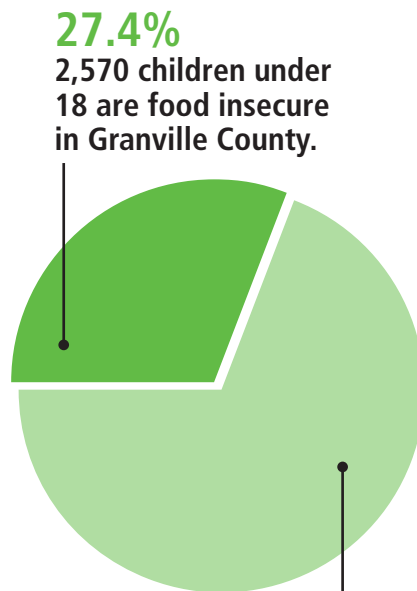 27.4%
2,570 children under
18 are food insecure
in Granville County.